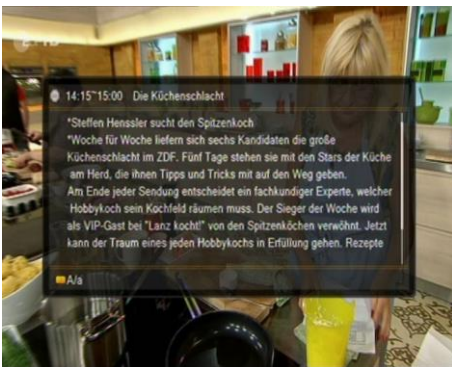 14:15~15:00 Die Küchenschlacht
"Steffen Henssler sucht den Spitzenkoch
"Woche für Woche liefern sich sechs Kandidaten die große
Küchenschlacht im ZDF. Fünf Tage stehen sie mit den Stars der Küche
am Herd, die ihnen Tipps und Tricks mit auf den Weg geben.
Am Ende jeder Sendung entscheidet ein fachkundiger Experte, welcher
Hobbykoch sein Kochfeld räumen muss. Der Sieger der Woche wird
als VIP-Gast bei "Lanz kocht!" von den Spitzenköchen verwöhnt. Jetzt
kann der Traum eines jeden Hobbykochs in Erfüllung gehen. Rezepte
A/a